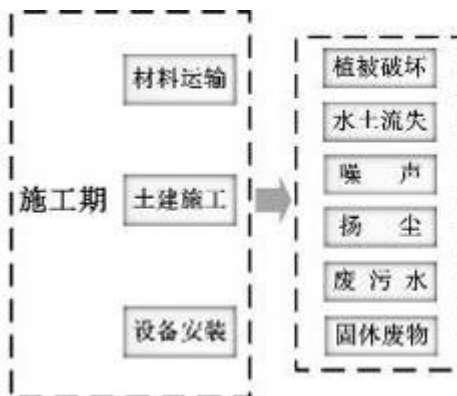 材料运输
施工期
土建施工
设备安装
植被破坏
水土流失
噪 声
扬 尘
废 污 水
固体废物